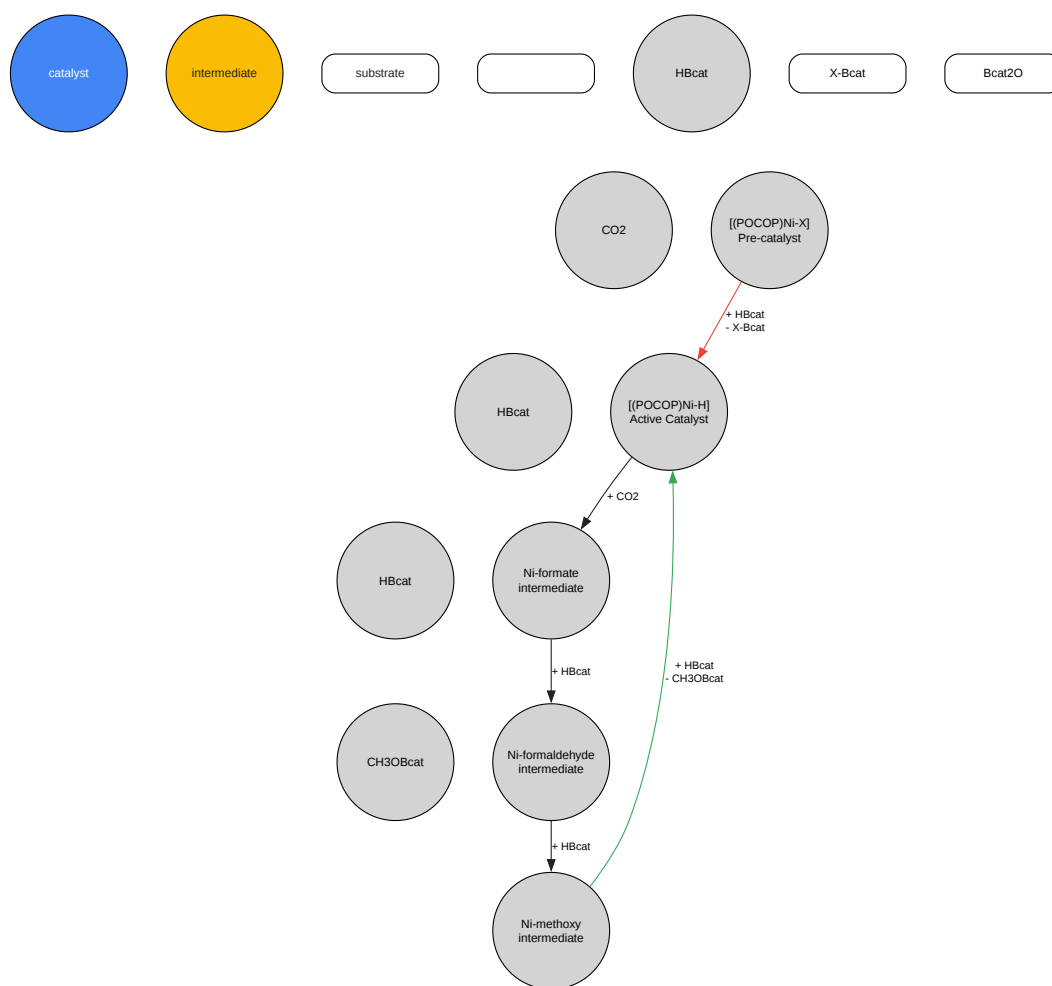 catalyst
intermediate
substrate
HBcat
X-Bcat
Bcat2O
CO2
[(POCOP)Ni-X]
Pre-catalyst
+ HBcat
- X-Bcat
HBcat
[(POCOP)Ni-H]
Active Catalyst
+ CO2
HBcat
Ni-formate
intermediate
+ HBcat
- CH3OBcat
+ HBcat
CH3OBcat
Ni-formaldehyde
intermediate
+ HBcat
Ni-methoxy
intermediate